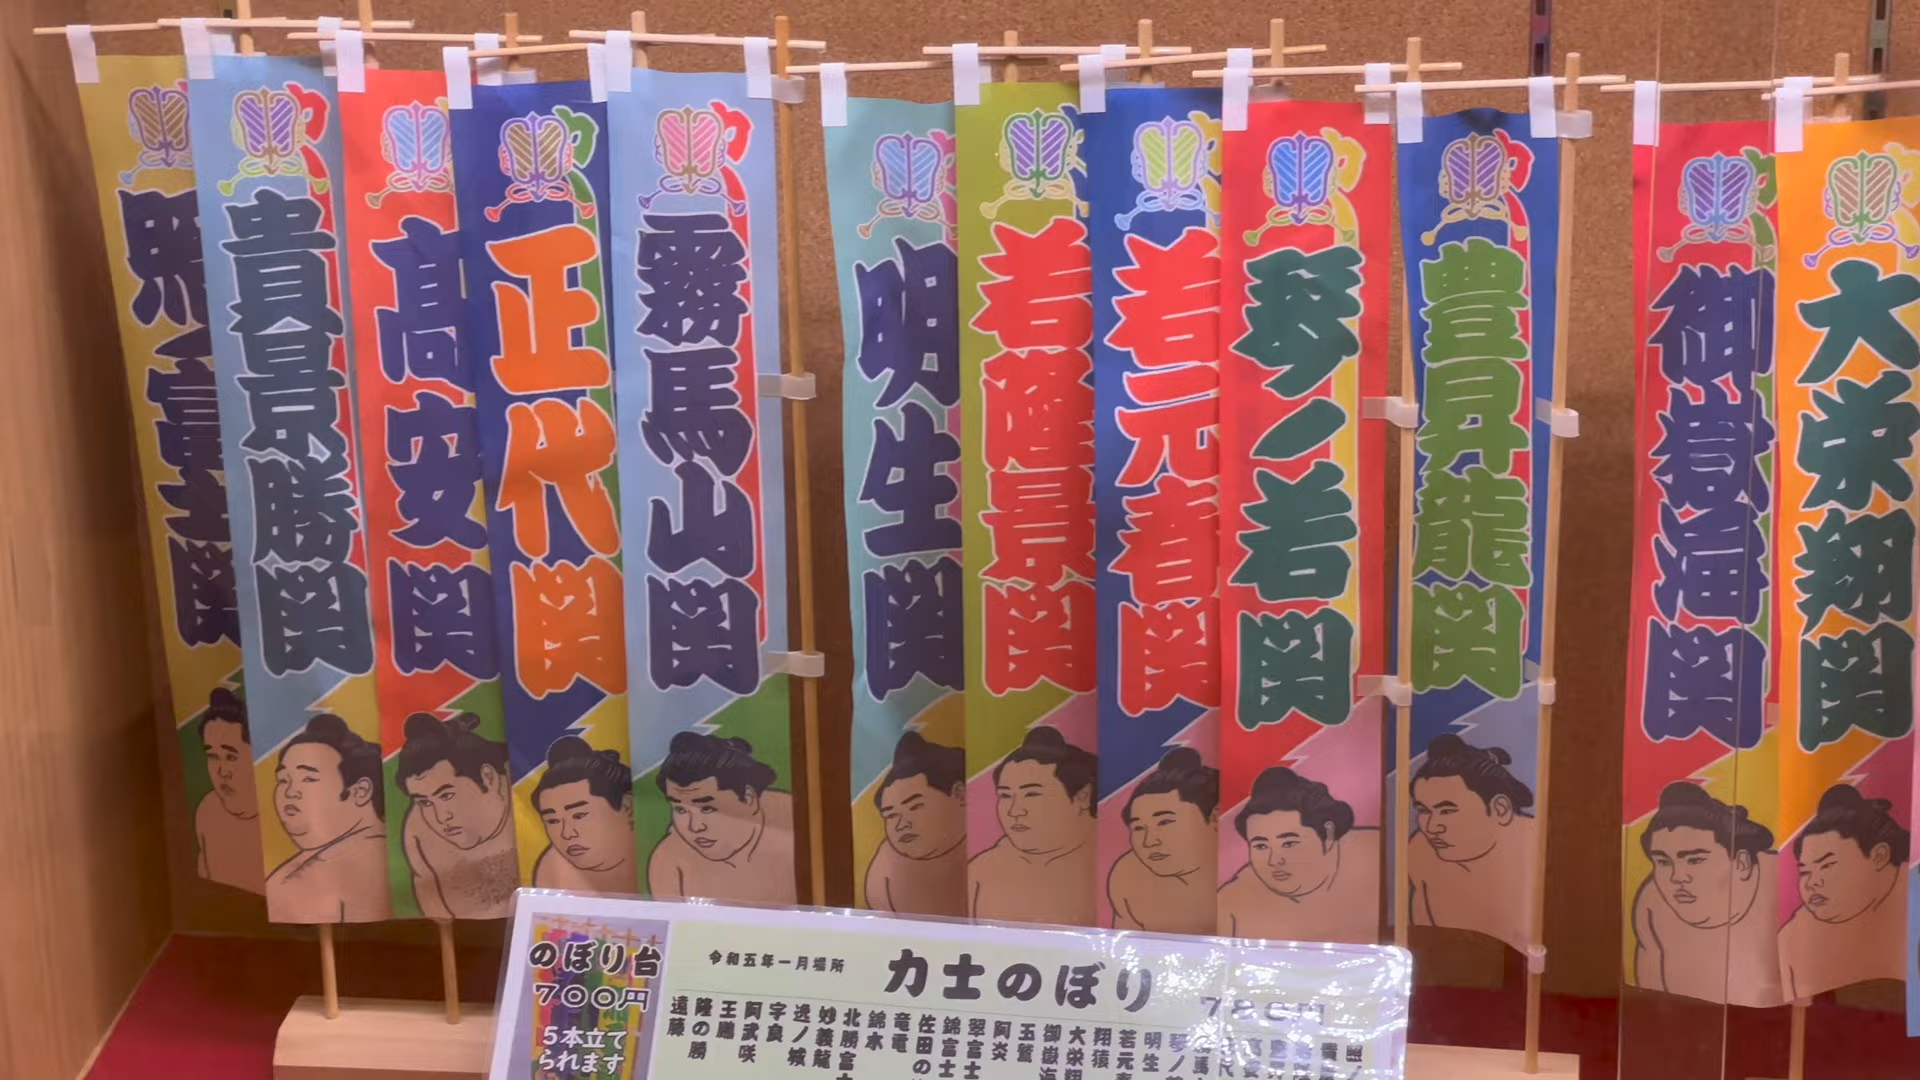 照ノ富士関
貴景勝関
髙安関
正代関
霧馬山関
明生関
若隆景関
若元春関
琴ノ若関
豊昇龍関
御嶽海関
大栄翔関
のぼり台
700円
5本立て
られます
令和五年一月場所
力士のぼり
788円
照ノ
貴
琴ノ
明生
若元春
翔猿
大栄翔
御嶽海
玉鷲
阿炎
翠富士
錦富士
佐田の
竜電
錦木
北勝富士
妙義龍
逸ノ城
宇良
阿武咲
王鵬
隆の勝
遠藤